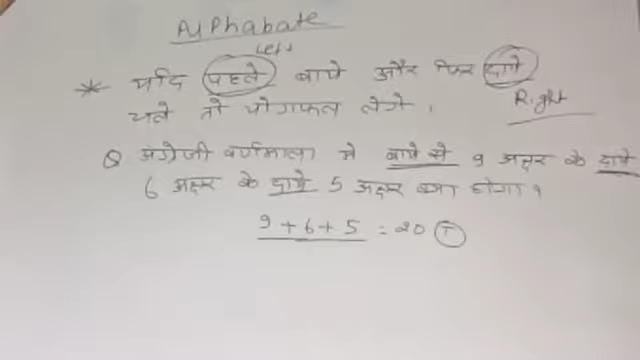 Alphabate
Left
* यदि पहले बाये और फिर दाये
चले तो योगफल लेगे ।
Right
Q अंग्रेजी वर्णमाला मे बाये से 9 अक्षर के दाये
6 अक्षर के दाये 5 अक्षर क्या होगा ?
9 + 6 + 5 = 20 T